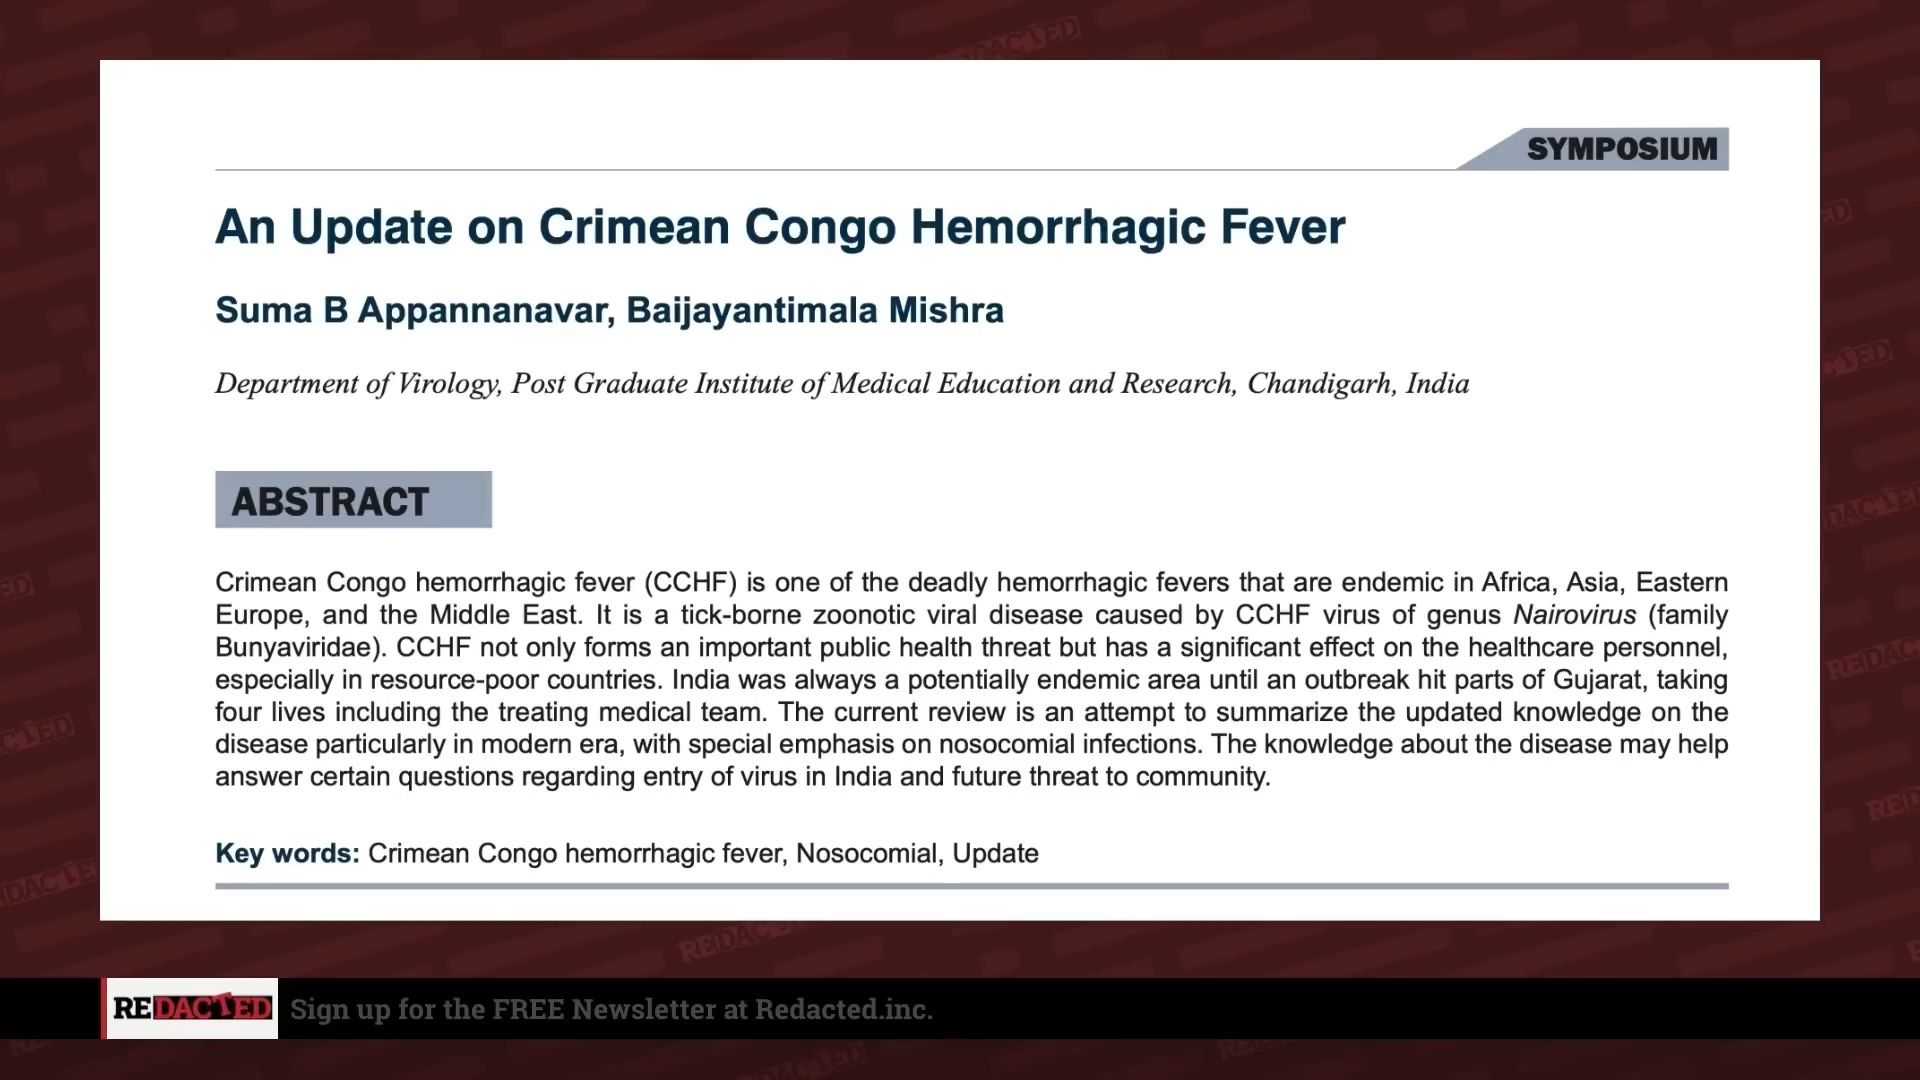 SYMPOSIUM
An Update on Crimean Congo Hemorrhagic Fever
Suma B Appannanavar, Baijayantimala Mishra
Department of Virology, Post Graduate Institute of Medical Education and Research, Chandigarh, India
ABSTRACT
Crimean Congo hemorrhagic fever (CCHF) is one of the deadly hemorrhagic fevers that are endemic in Africa, Asia, Eastern
Europe, and the Middle East. It is a tick-borne zoonotic viral disease caused by CCHF virus of genus Nairovirus (family
Bunyaviridae). CCHF not only forms an important public health threat but has a significant effect on the healthcare personnel,
especially in resource-poor countries. India was always a potentially endemic area until an outbreak hit parts of Gujarat, taking
four lives including the treating medical team. The current review is an attempt to summarize the updated knowledge on the
disease particularly in modern era, with special emphasis on nosocomial infections. The knowledge about the disease may help
answer certain questions regarding entry of virus in India and future threat to community.
Key words: Crimean Congo hemorrhagic fever, Nosocomial, Update
REDACTED Sign up for the FREE Newsletter at Redacted.inc.